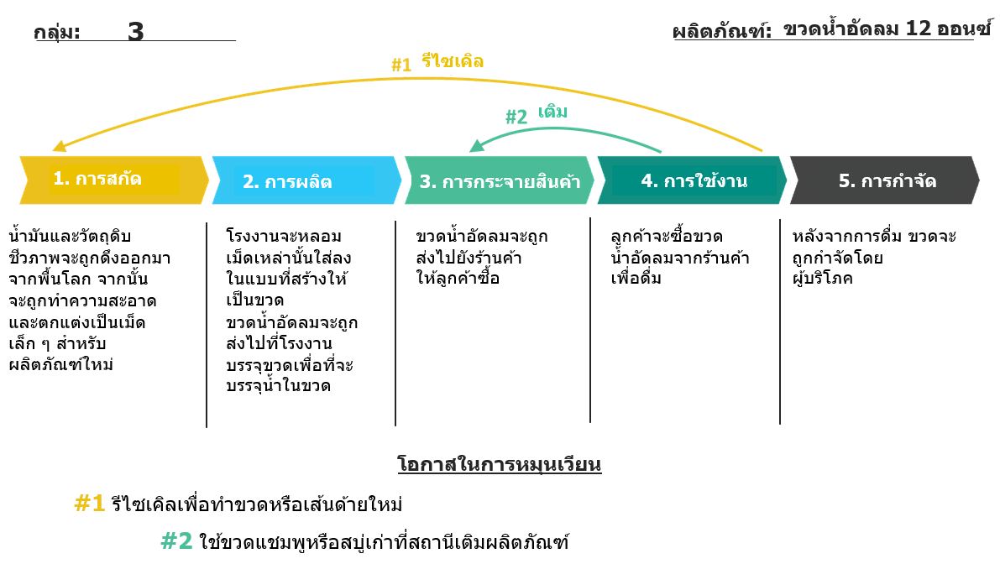 กลุ่ม: 3
ผลิตภัณฑ์: ขวดน้ำอัดลม 12 ออนซ์
#1 รีไซเคิล
#2 เติม
1. การสกัด
2. การผลิต
3. การกระจายสินค้า
4. การใช้งาน
5. การกำจัด
น้ำมันและวัตถุดิบ
ชีวภาพจะถูกดึงออกมา
จากพื้นโลก จากนั้น
จะถูกทำความสะอาด
และตกแต่งเป็นเม็ด
เล็ก ๆ สำหรับ
ผลิตภัณฑ์ใหม่
โรงงานจะหลอม
เม็ดเหล่านั้นใส่ลง
ในแบบที่สร้างให้
เป็นขวด
ขวดน้ำอัดลมจะถูก
ส่งไปที่โรงงาน
บรรจุขวดเพื่อที่จะ
บรรจุน้ำในขวด
ขวดน้ำอัดลมจะถูก
ส่งไปยังร้านค้า
ให้ลูกค้าซื้อ
ลูกค้าจะซื้อขวด
น้ำอัดลมจากร้านค้า
เพื่อดื่ม
หลังจากการดื่ม ขวดจะ
ถูกกำจัดโดย
ผู้บริโภค
โอกาสในการหมุนเวียน
#1 รีไซเคิลเพื่อทำขวดหรือเส้นด้ายใหม่
#2 ใช้ขวดแชมพูหรือสบู่เก่าที่สถานีเติมผลิตภัณฑ์